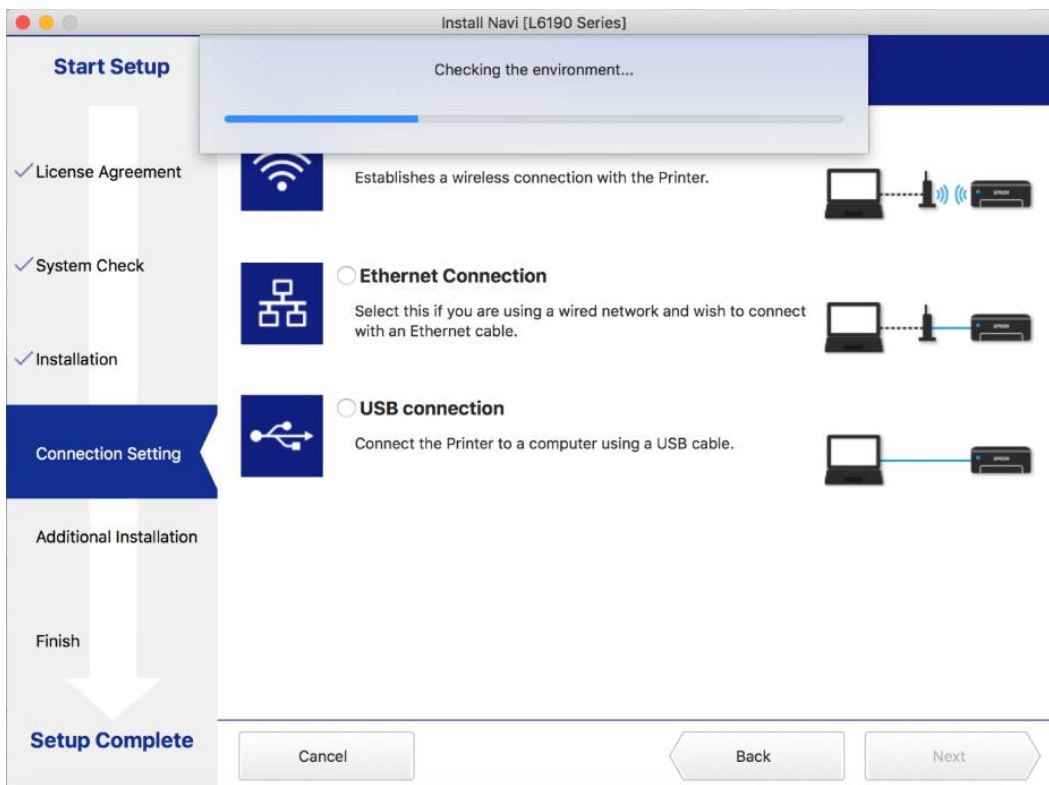 Install Navi [L6190 Series]
Start Setup
Checking the environment...
License Agreement
Establishes a wireless connection with the Printer.
EPSON
System Check
Ethernet Connection
Select this if you are using a wired network and wish to connect
with an Ethernet cable.
EPSON
Installation
USB connection
Connect the Printer to a computer using a USB cable.
EPSON
Connection Setting
Additional Installation
Finish
Setup Complete
Cancel
Back
Next